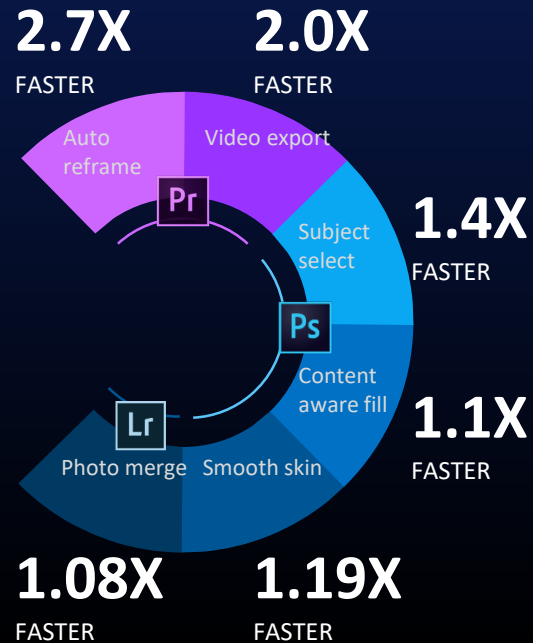 2.7X
FASTER
2.0X
FASTER
Auto
reframe
Video export
Pr
1.4X
FASTER
Subject
select
Ps
Content
aware fill
1.1X
FASTER
Lr
Photo merge
Smooth skin
1.08X
FASTER
1.19X
FASTER